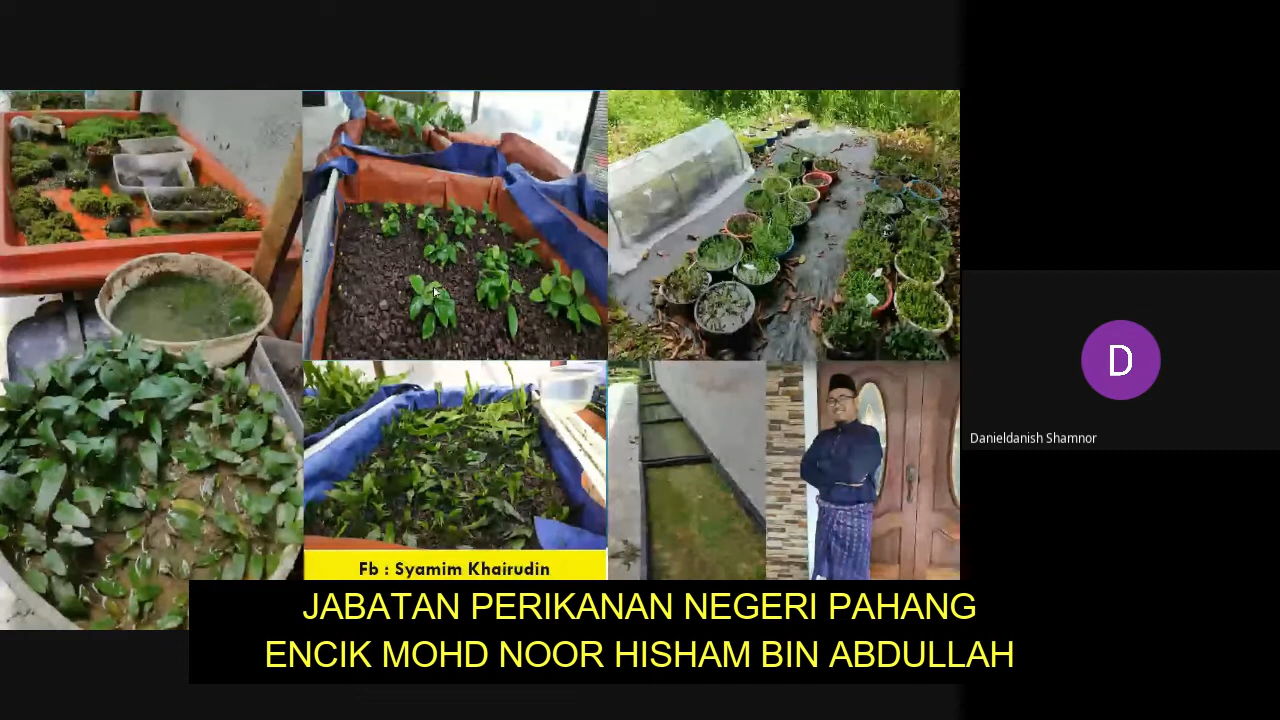 Fb : Syamim Khairudin
D
Danieldanish Shamnor
JABATAN PERIKANAN NEGERI PAHANG
ENCIK MOHD NOOR HISHAM BIN ABDULLAH